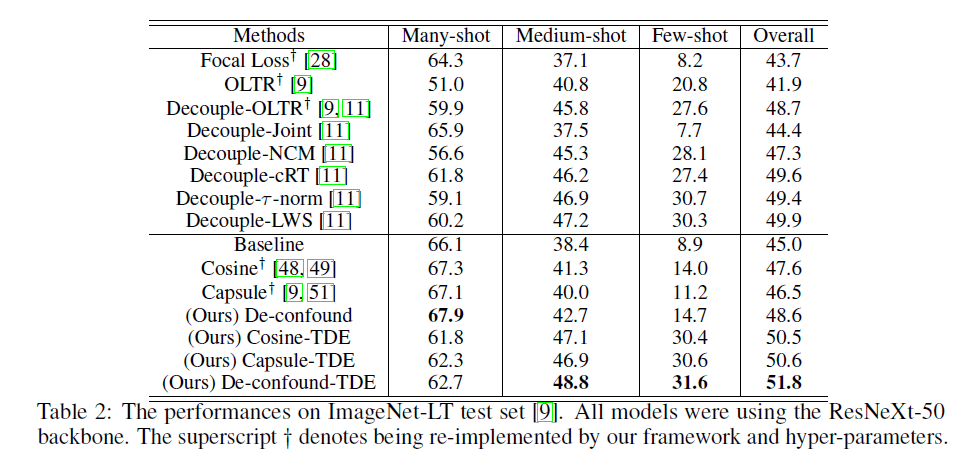 Methods Many-shot Medium-shot Few-shot Overall
Focal Loss† [28] 64.3 37.1 8.2 43.7
OLTR† [9] 51.0 40.8 20.8 41.9
Decouple-OLTR† [9, 11] 59.9 45.8 27.6 48.7
Decouple-Joint [11] 65.9 37.5 7.7 44.4
Decouple-NCM [11] 56.6 45.3 28.1 47.3
Decouple-cRT [11] 61.8 46.2 27.4 49.6
Decouple-τ-norm [11] 59.1 46.9 30.7 49.4
Decouple-LWS [11] 60.2 47.2 30.3 49.9
Baseline 66.1 38.4 8.9 45.0
Cosine† [48, 49] 67.3 41.3 14.0 47.6
Capsule† [9, 51] 67.1 40.0 11.2 46.5
(Ours) De-confound 67.9 42.7 14.7 48.6
(Ours) Cosine-TDE 61.8 47.1 30.4 50.5
(Ours) Capsule-TDE 62.3 46.9 30.6 50.6
(Ours) De-confound-TDE 62.7 48.8 31.6 51.8
Table 2: The performances on ImageNet-LT test set [9]. All models were using the ResNeXt-50
backbone. The superscript † denotes being re-implemented by our framework and hyper-parameters.